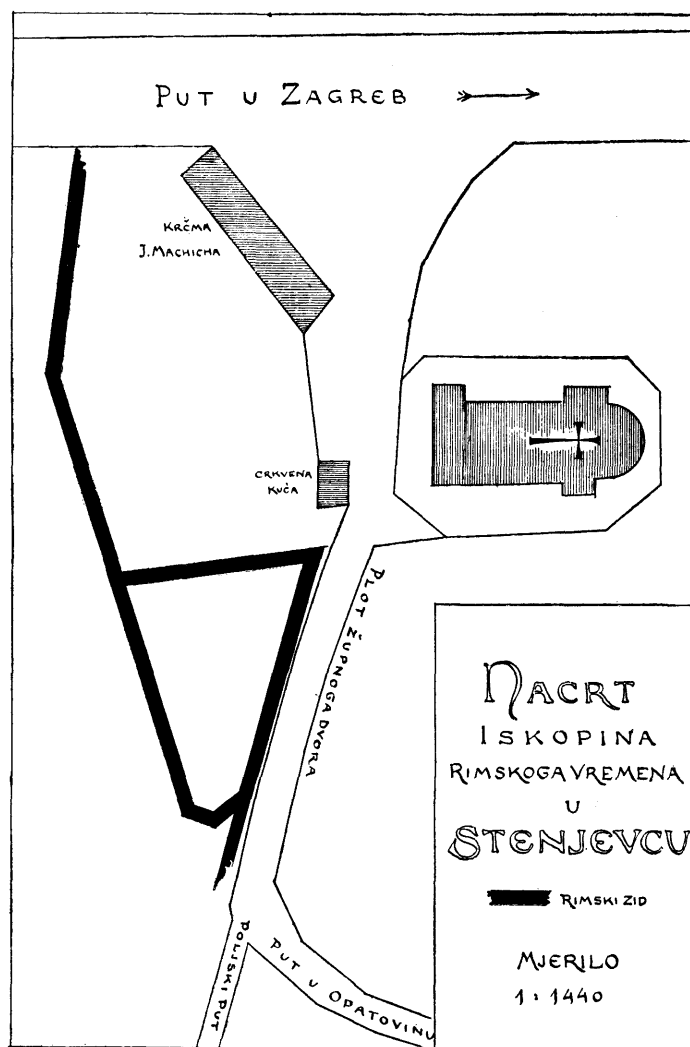 PUT U ZAGREB
KRČMA
J. MACHICHA
CRKVENA
KUĆA
PLOT ŽUPNOGA DVORA
NACRT
ISKOPINA
RIMSKOGA VREMENA
U
STENJEVCU
RIMSKI ZID
MJERILO
1:1440
POLJSKI PUT
PUT U OPATOVINU